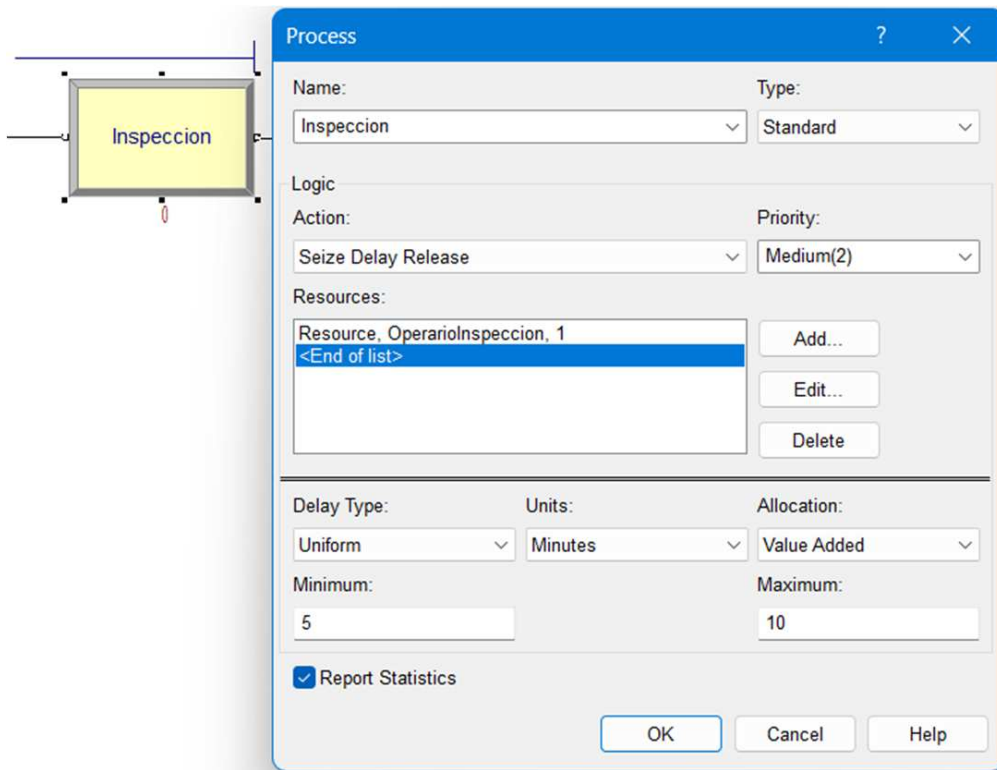 Process ?
Inspeccion
0
Name: Type:
Inspeccion Standard
Logic
Action: Priority:
Seize Delay Release Medium(2)
Resources:
Resource, OperarioInspeccion, 1
<End of list>
Add...
Edit...
Delete
Delay Type: Units: Allocation:
Uniform Minutes Value Added
Minimum: Maximum:
5 10
Report Statistics
OK Cancel Help